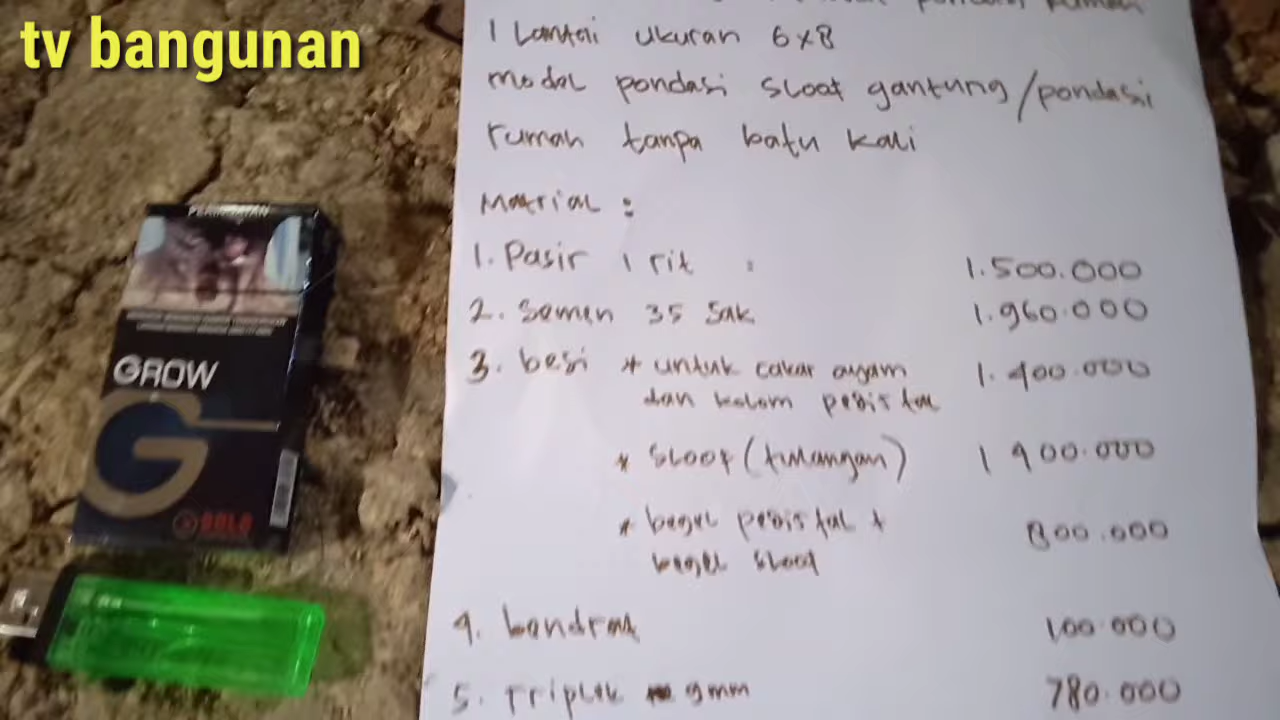 tv bangunan
1 Lantai ukuran 6x8
modal pondasi sloof gantung/pondasi
rumah tanpa batu kali
Matrial :
1. Pasir 1 rit : 1.500.000
2. Semen 35 Sak 1.960.000
3. besi * untuk cakar ayam 1.400.000
dan kolom pedistal
* Sloof (tulangan) 1 900.000
* begel pedistal +
begel sloof 800.000
4. bendrat 100.000
5. Triplek 9mm 780.000
GROW
G